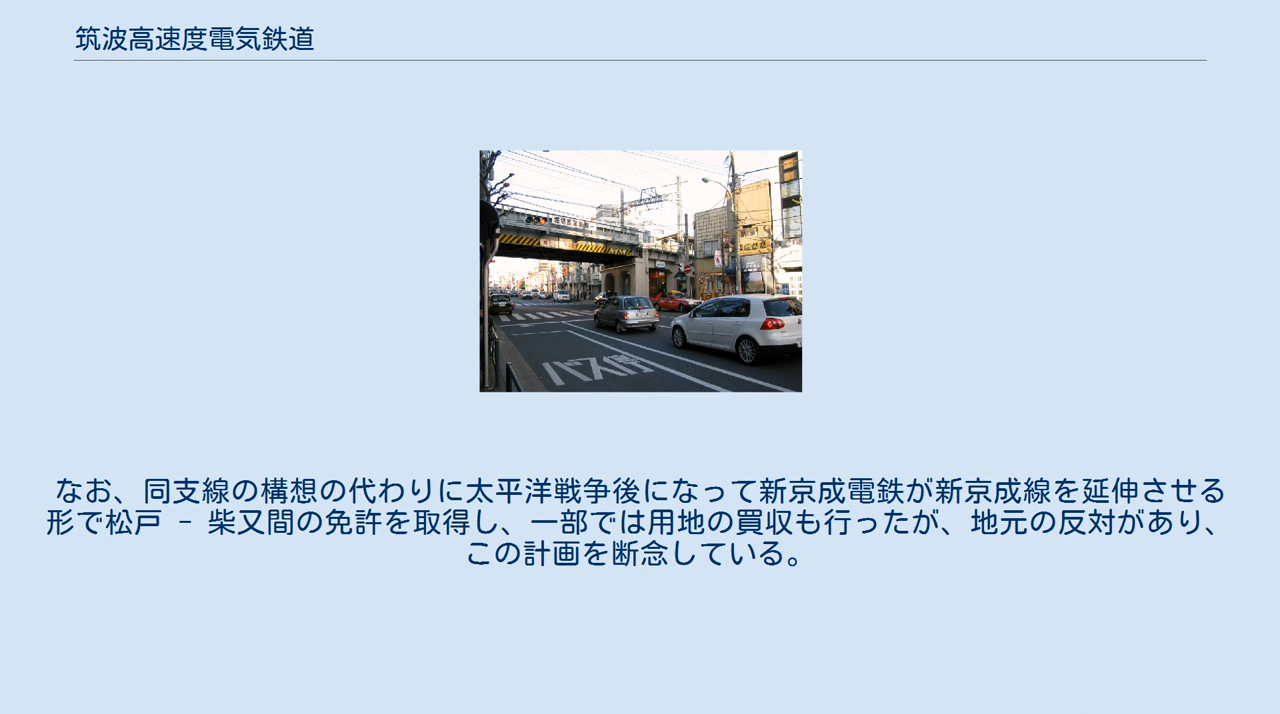 筑波高速度電気鉄道
バス停
なお、同支線の構想の代わりに太平洋戦争後になって新京成電鉄が新京成線を延伸させる
形で松戸 － 柴又間の免許を取得し、一部では用地の買収も行ったが、地元の反対があり、
この計画を断念している。